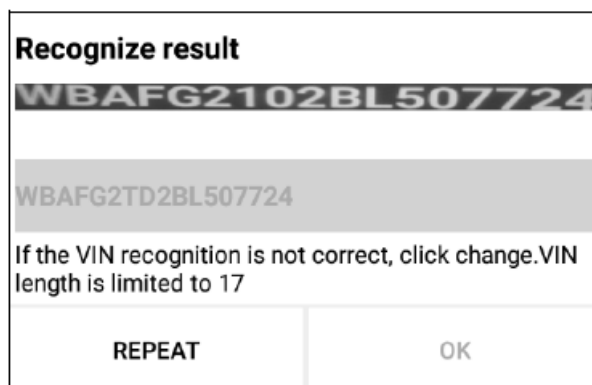 Recognize result
WBAFG2102BL507724
WBAFG2TD2BL507724
If the VIN recognition is not correct, click change.VIN
length is limited to 17
REPEAT
OK